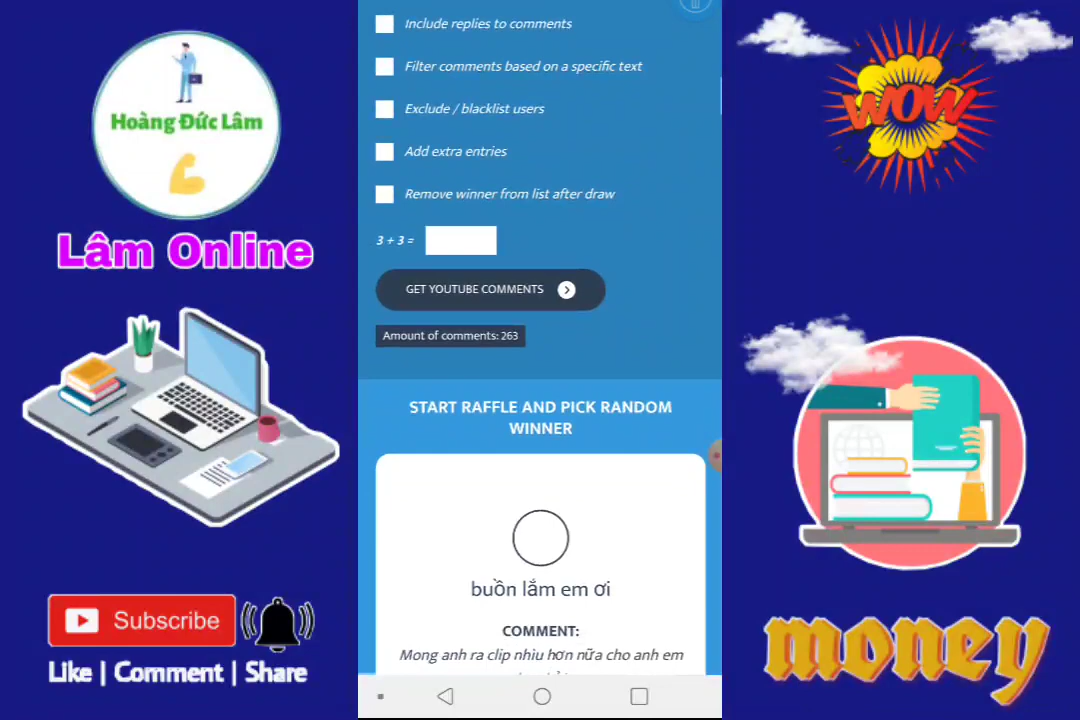 Hoàng Đức Lâm
Lâm Online
Subscribe
Like | Comment | Share
Include replies to comments
Filter comments based on a specific text
Exclude / blacklist users
Add extra entries
Remove winner from list after draw
3 + 3 =
GET YOUTUBE COMMENTS
Amount of comments: 263
START RAFFLE AND PICK RANDOM
WINNER
buồn lắm em ơi
COMMENT:
Mong anh ra clip nhiu hơn nữa cho anh em
WOW
money